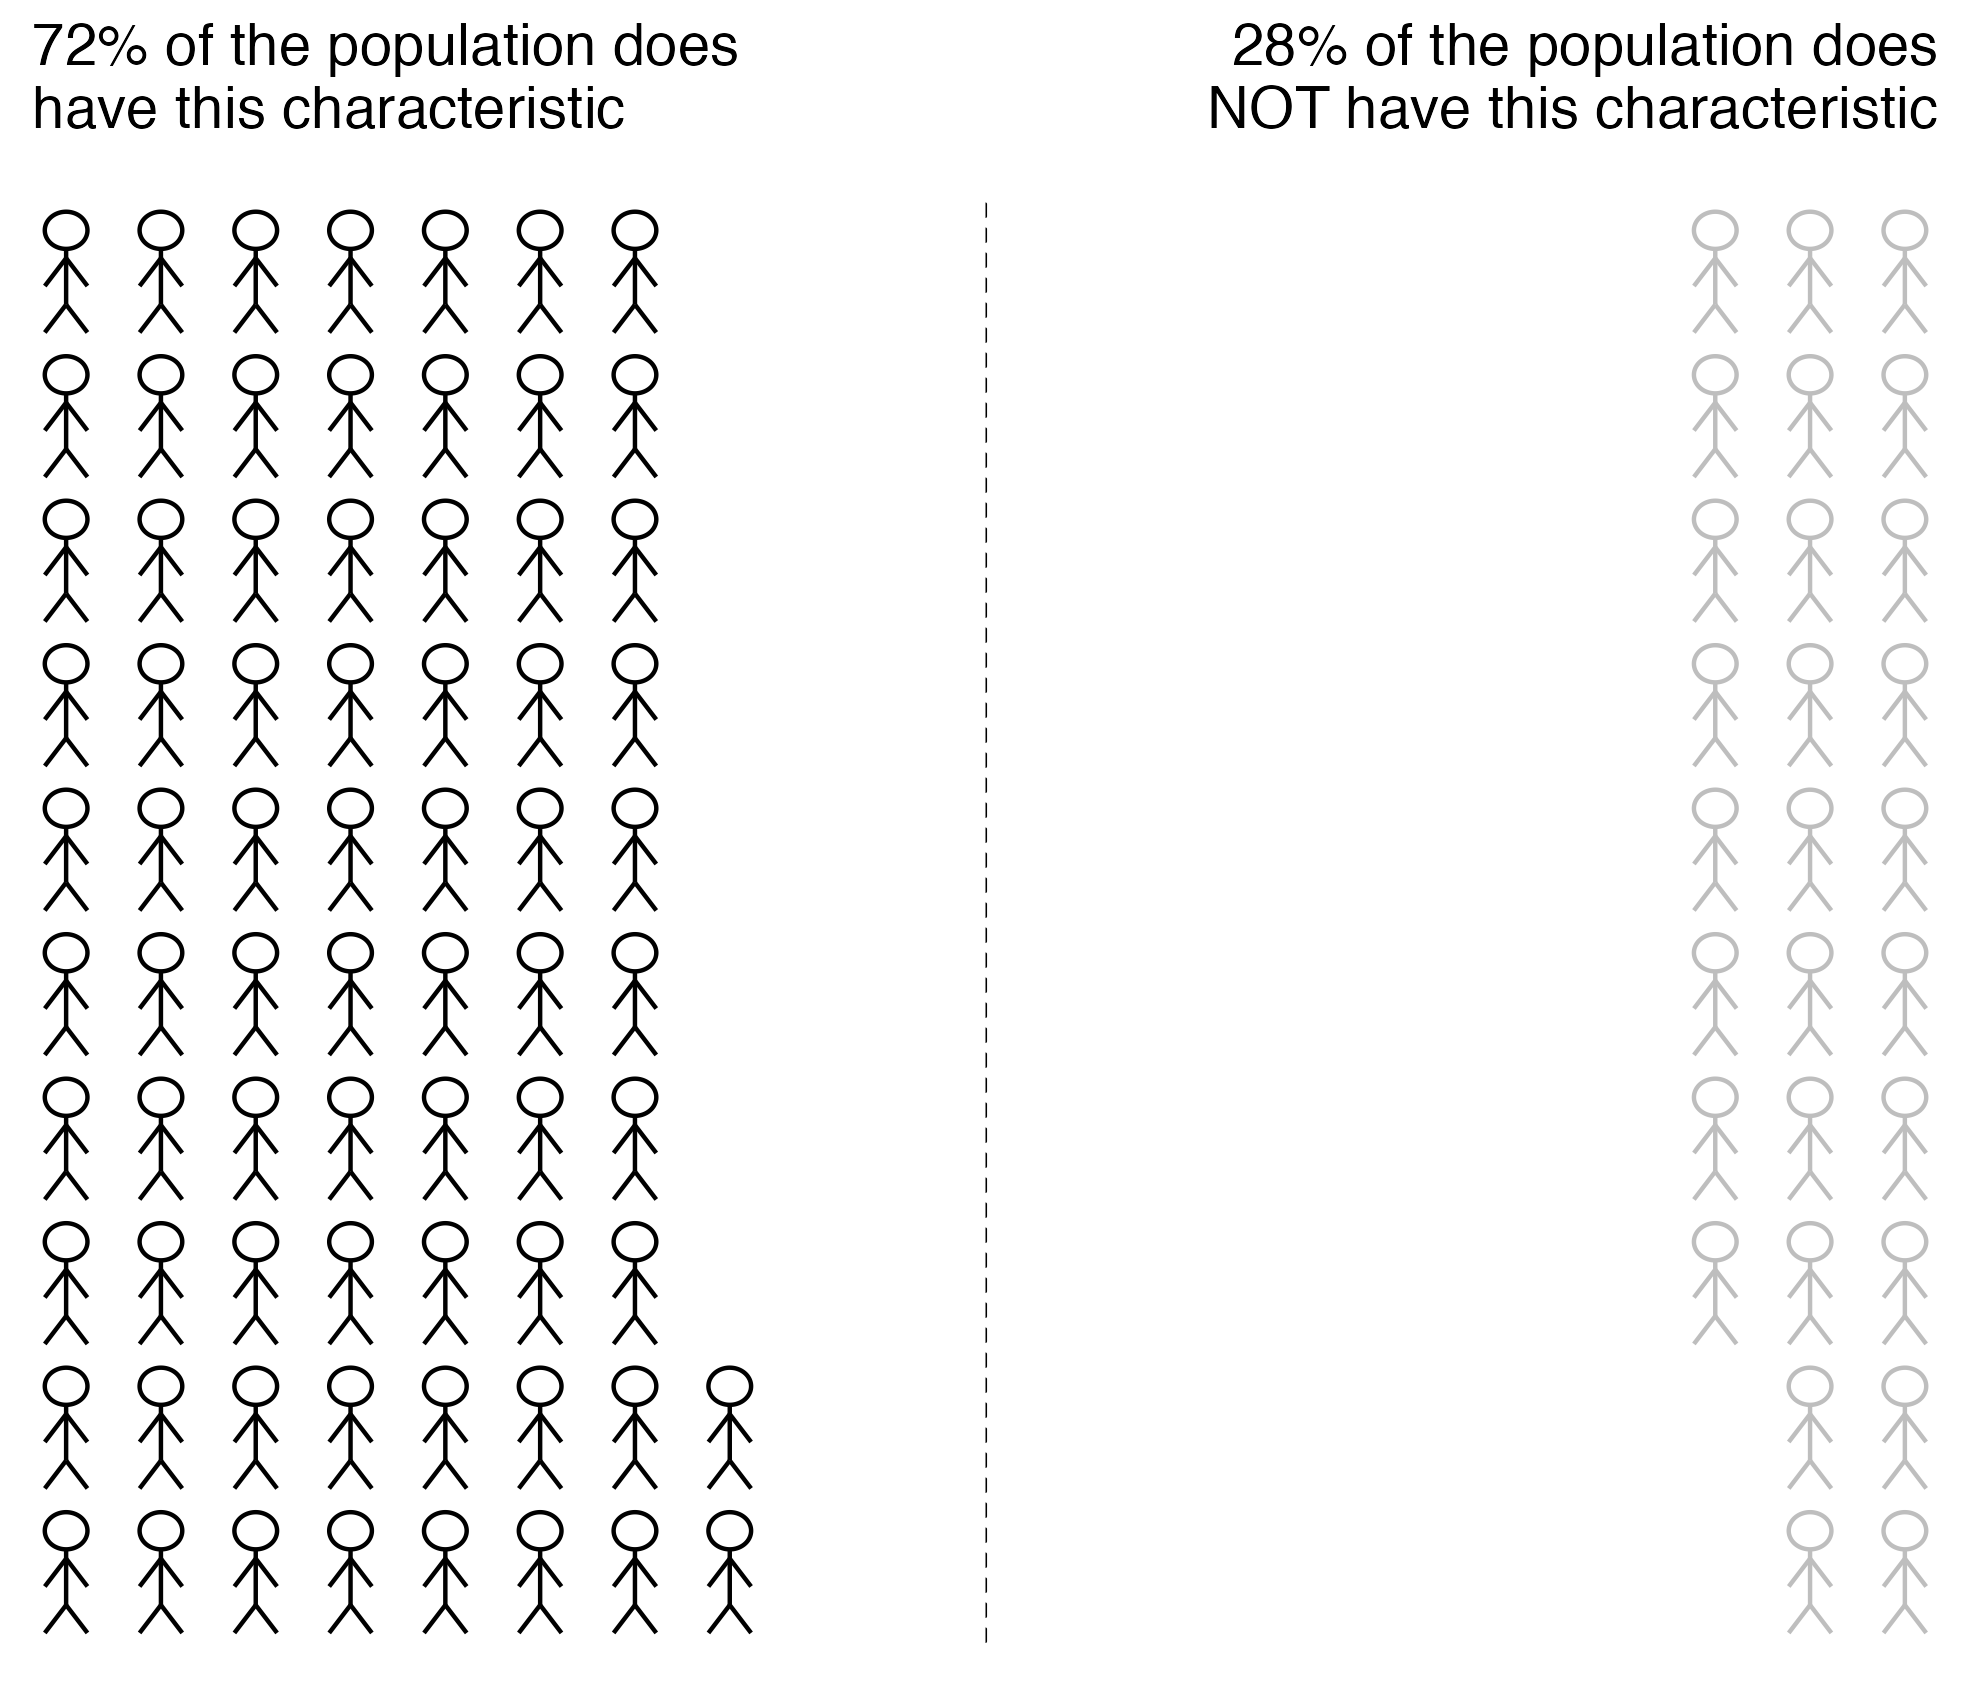 72% of the population does
have this characteristic
28% of the population does
NOT have this characteristic